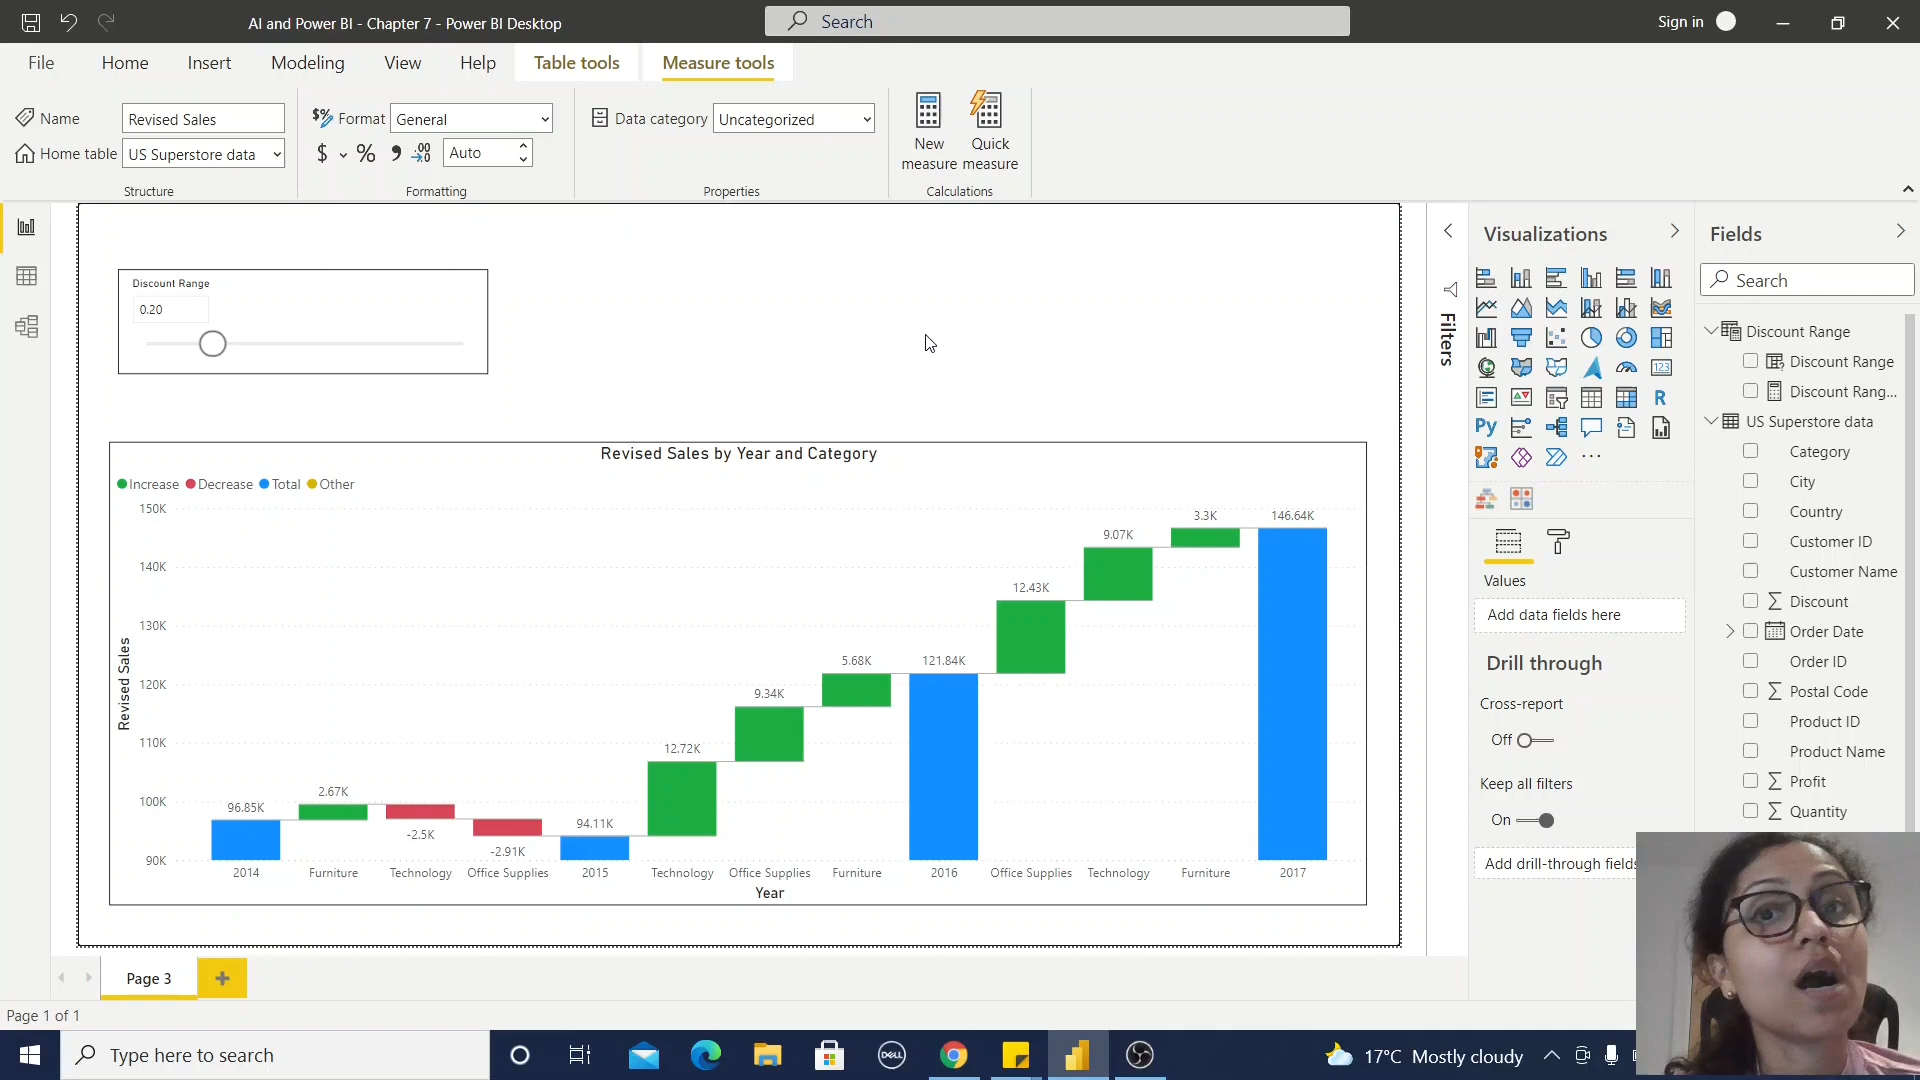 AI and Power BI - Chapter 7 - Power BI Desktop
Search
Sign in
File Home Insert Modeling View Help Table tools Measure tools
Name Revised Sales
Home table US Superstore data
Structure
Format General
$ % , .00 →.0 Auto
Formatting
Data category Uncategorized
Properties
New measure
Quick measure
Calculations
Discount Range
0.20
Revised Sales by Year and Category
Increase Decrease Total Other
150K
140K
130K
120K
110K
100K
90K
Revised Sales
96.85K
2.67K
-2.5K
-2.91K
94.11K
12.72K
9.34K
5.68K
121.84K
12.43K
9.07K
3.3K
146.64K
2014 Furniture Technology Office Supplies 2015 Technology Office Supplies Furniture 2016 Office Supplies Technology Furniture 2017
Year
Filters
Visualizations
123
R
Py
...
Values
Add data fields here
Drill through
Cross-report
Off
Keep all filters
On
Add drill-through fields
Fields
Search
Discount Range
Discount Range
Discount Rang...
US Superstore data
Category
City
Country
Customer ID
Customer Name
Discount
Order Date
Order ID
Postal Code
Product ID
Product Name
Profit
Quantity
Page 3
+
Page 1 of 1
Type here to search
DELL
17°C Mostly cloudy